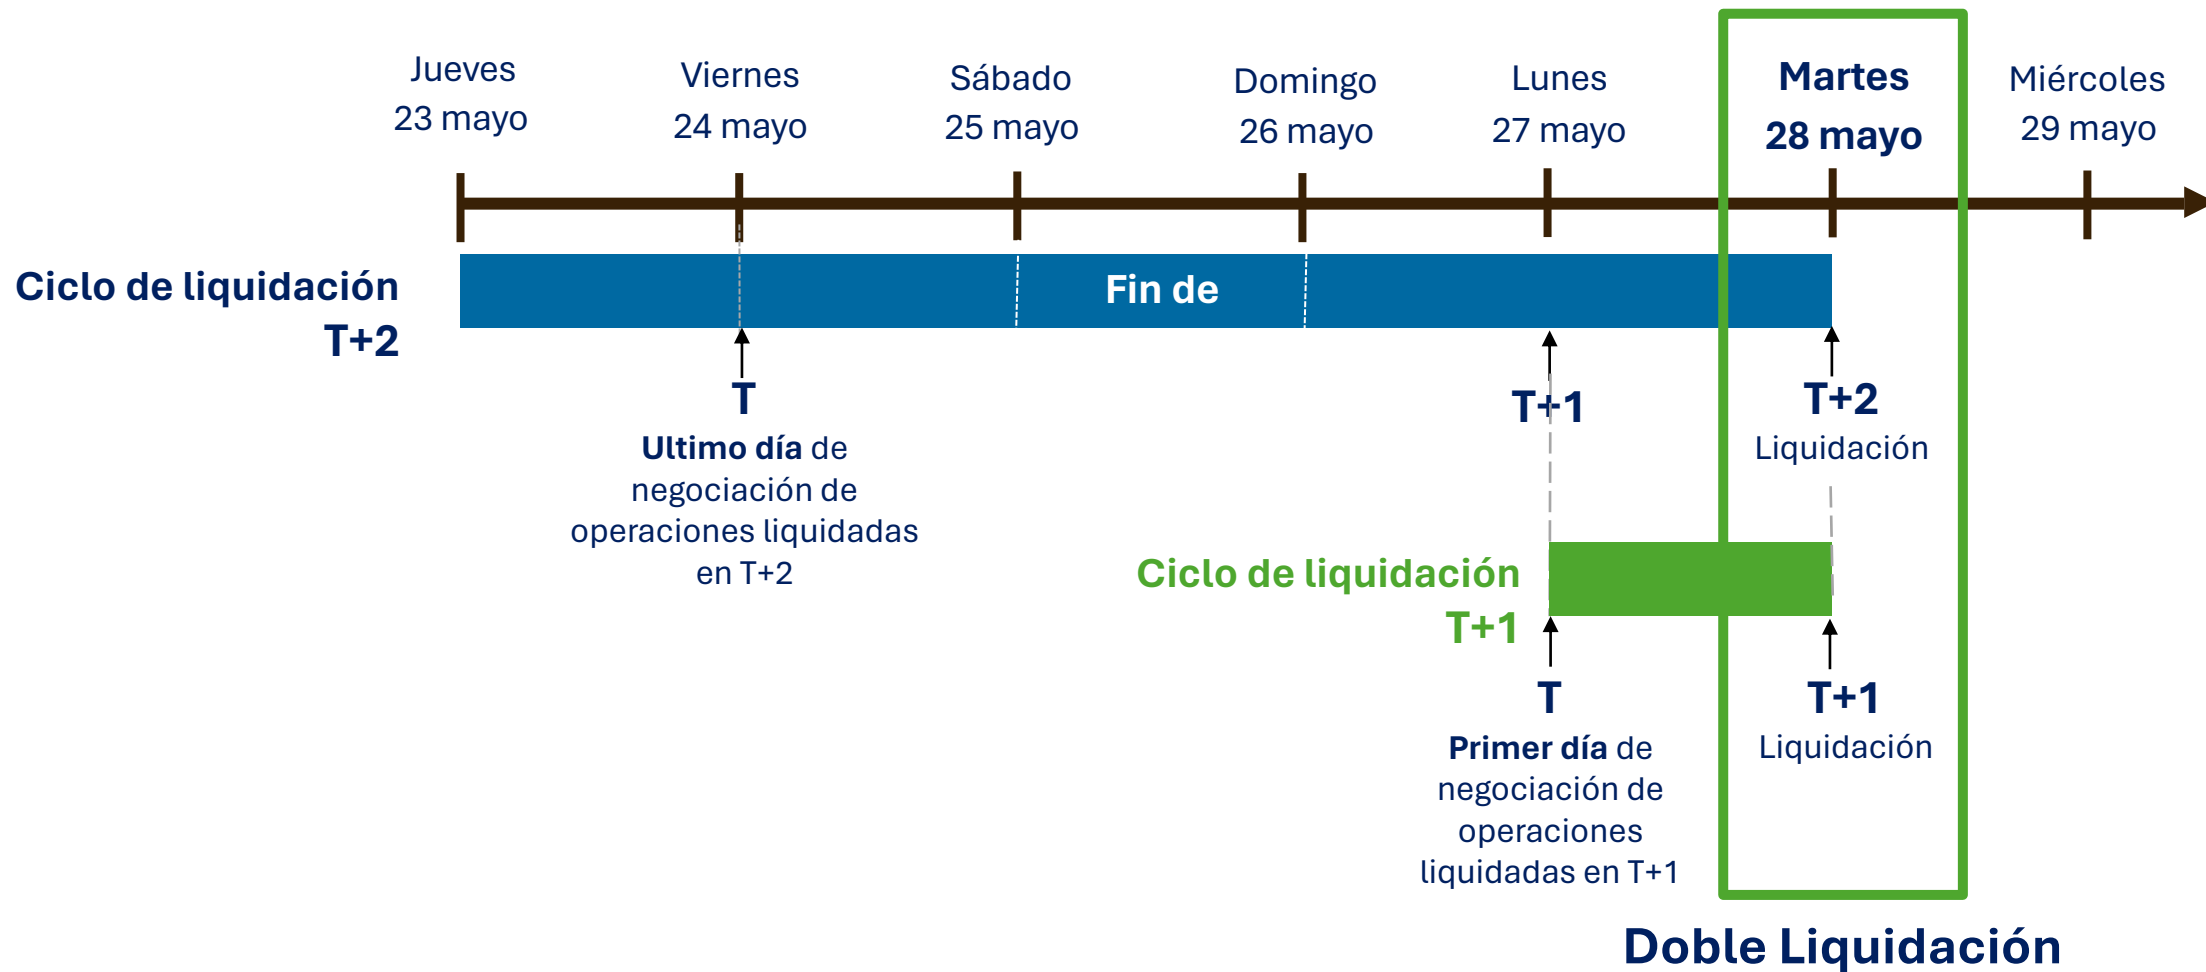 Jueves
23 mayo
Viernes
24 mayo
Sábado
25 mayo
Domingo
26 mayo
Lunes
27 mayo
Martes
28 mayo
Miércoles
29 mayo
Ciclo de liquidación
T+2
Fin de
T
Ultimo día de
negociación de
operaciones liquidadas
en T+2
T+1
T+2
Liquidación
Ciclo de liquidación
T+1
T
Primer día de
negociación de
operaciones
liquidadas en T+1
T+1
Liquidación
Doble Liquidación